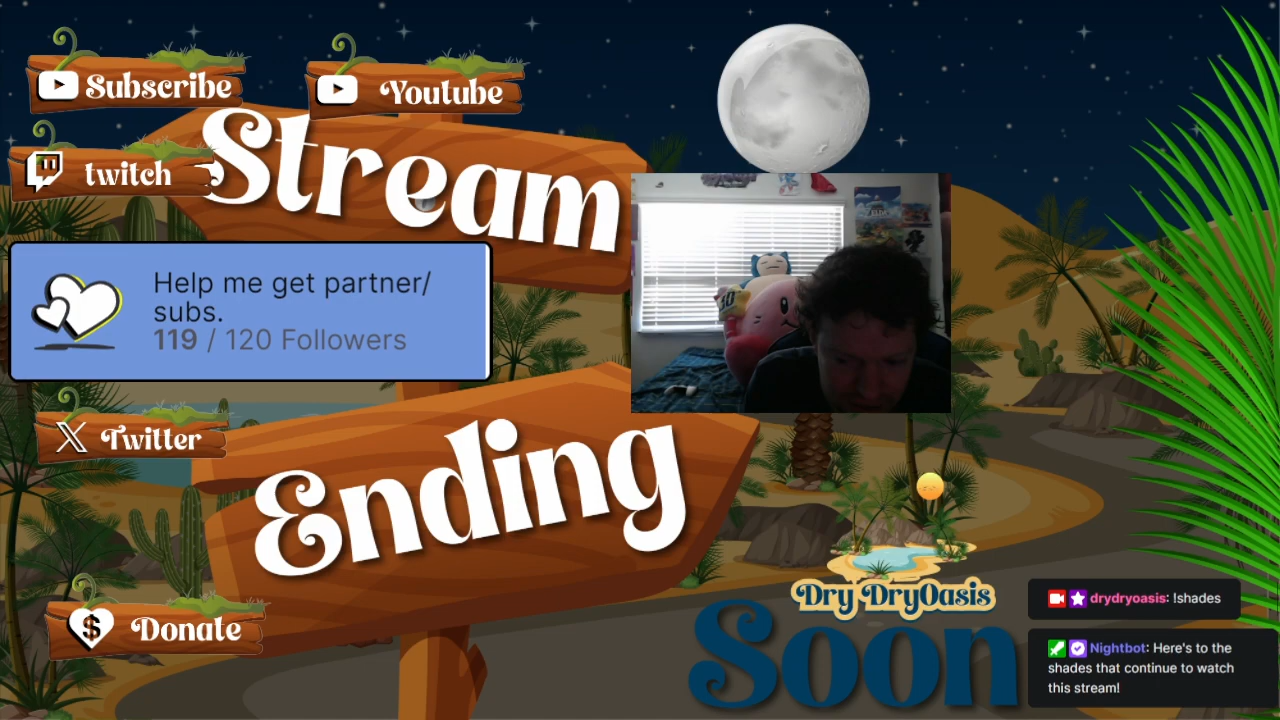 Subscribe
Youtube
twitch
Stream
Help me get partner/
subs.
119 / 120 Followers
ZELDA
Twitter
Ending
Dry DryOasis
Donate
Soon
drydryoasis: !shades
Nightbot: Here's to the
shades that continue to watch
this stream!